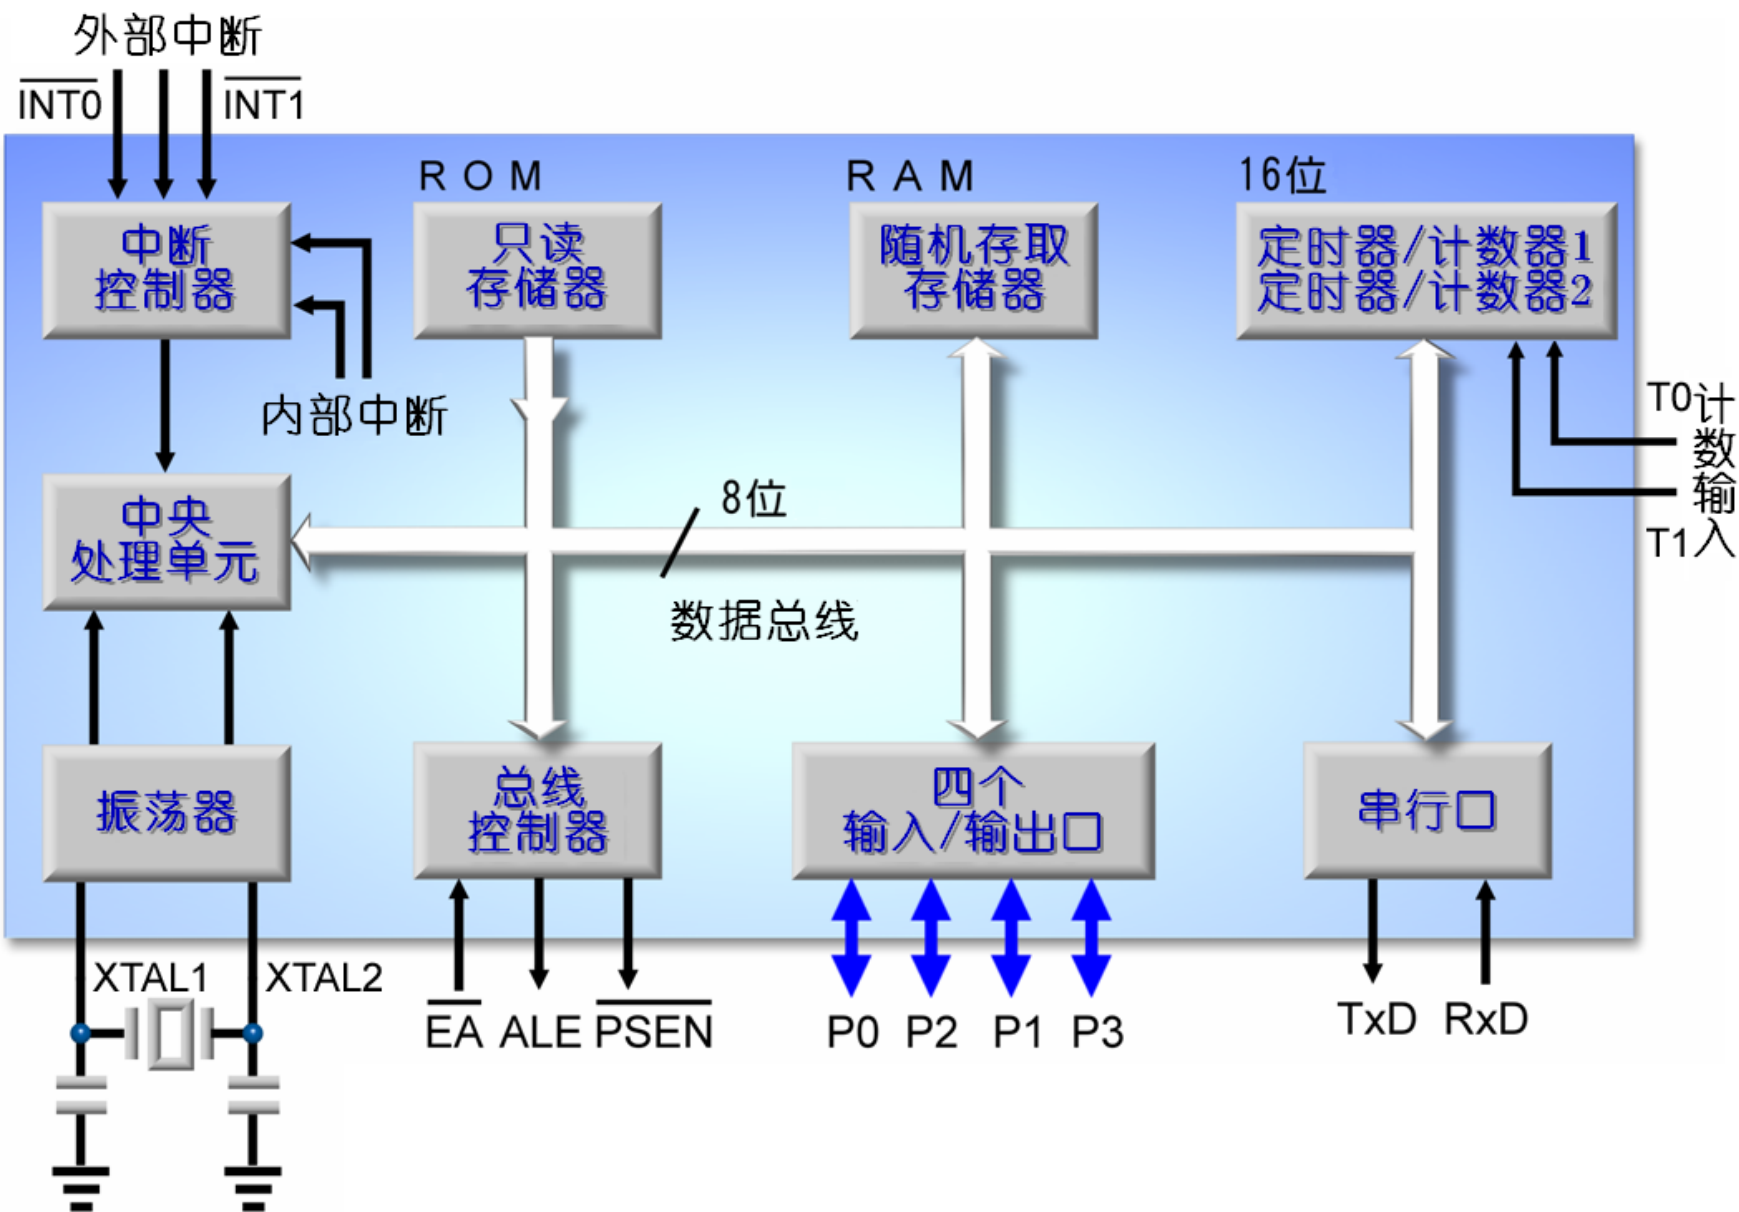 外部中断
INT0
INT1
ROM
RAM
16位
中断
控制器
只读
存储器
随机存取
存储器
定时器/计数器1
定时器/计数器2
内部中断
T0计
数
输
T1入
8位
数据总线
中央
处理单元
振荡器
总线
控制器
四个
输入/输出口
串行口
XTAL1
XTAL2
EA ALE PSEN
P0 P2 P1 P3
TxD RxD